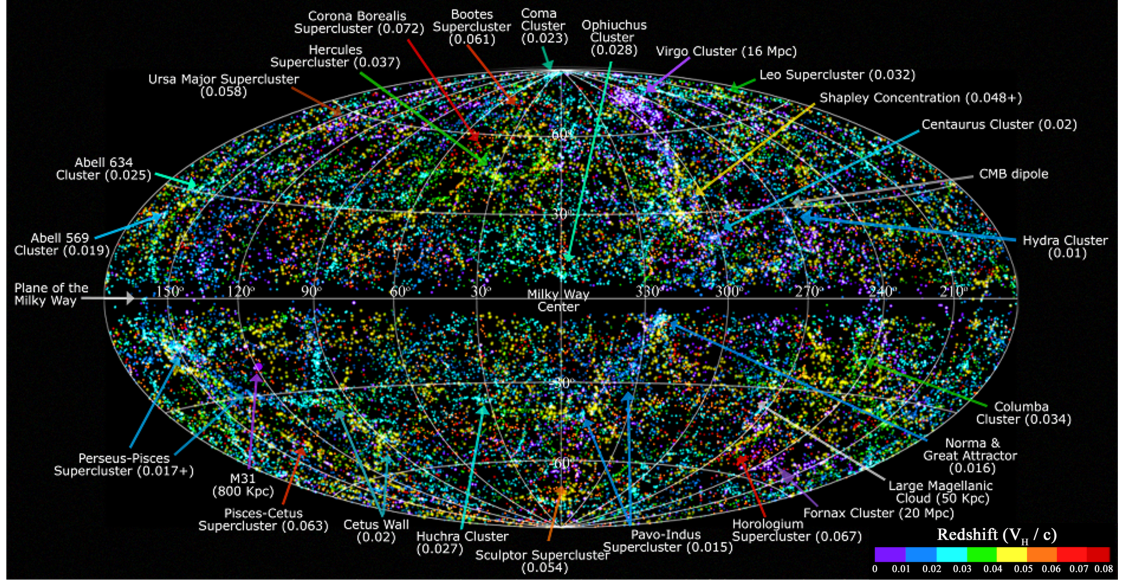 Corona Borealis
Supercluster (0.072)
Bootes
Supercluster
(0.061)
Coma
Cluster
(0.023)
Ophiuchus
Cluster
(0.028)
Hercules
Supercluster (0.037)
Virgo Cluster (16 Mpc)
Ursa Major Supercluster
(0.058)
Leo Supercluster (0.032)
Shapley Concentration (0.048+)
Centaurus Cluster (0.02)
60°
Abell 634
Cluster (0.025)
CMB dipole
30°
Abell 569
Cluster (0.019)
Hydra Cluster
(0.01)
Plane of the
Milky Way
150° 120° 90° 60° 30° 330° 300° 270° 240° 210°
Milky Way
Center
-30°
-60°
Columba
Cluster (0.034)
Norma &
Great Attractor
(0.016)
Perseus-Pisces
Supercluster (0.017+)
M31
(800 Kpc)
Large Magellanic
Cloud (50 Kpc)
Pisces-Cetus
Supercluster (0.063)
Cetus Wall
(0.02)
Huchra Cluster
(0.027)
Sculptor Supercluster
(0.054)
Pavo-Indus
Supercluster (0.015)
Horologium
Supercluster (0.067)
Fornax Cluster (20 Mpc)
Redshift (V_H / c)
0 0.01 0.02 0.03 0.04 0.05 0.06 0.07 0.08